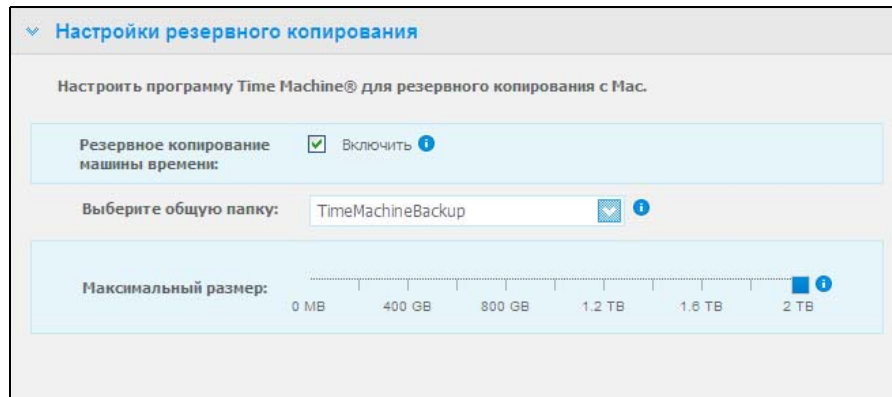 Настройки резервного копирования
Настроить программу Time Machine® для резервного копирования с Mac.
Резервное копирование
машины времени:
Включить
Выберите общую папку:
TimeMachineBackup
Максимальный размер:
0 MB 400 GB 800 GB 1.2 TB 1.6 TB 2 TB